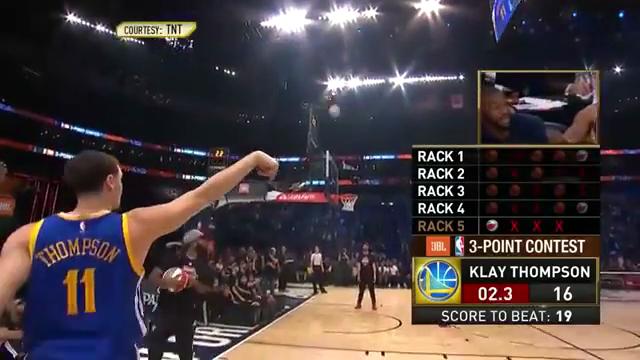 COURTESY: TNT
RACK 1
RACK 2
RACK 3
RACK 4
RACK 5 X X X
JBL 3-POINT CONTEST
KLAY THOMPSON
02.3 16
SCORE TO BEAT: 19
THOMPSON
11